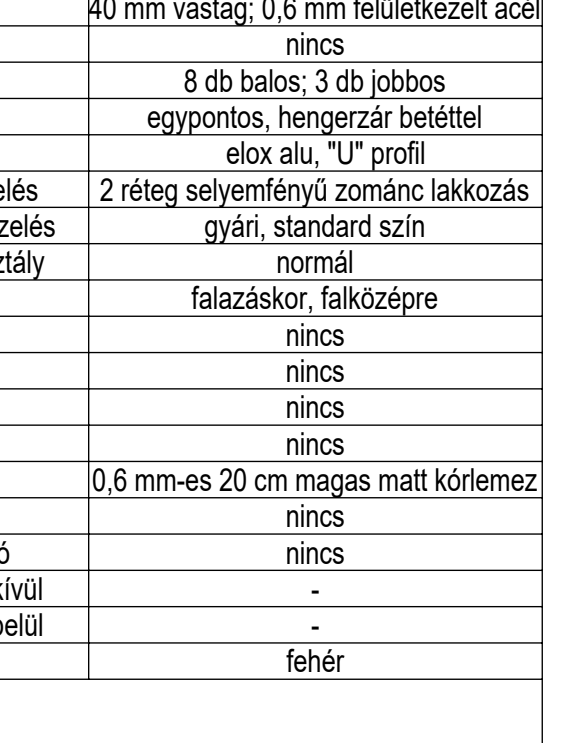 40 mm vastag; 0,6 mm felületkezelt acél
nincs
8 db balos; 3 db jobbos
egypontos, hengerzár betéttel
elox alu, "U" profil
elés 2 réteg selyemfényű zománc lakkozás
zelés gyári, standard szín
ztály normál
falazáskor, falközépre
nincs
nincs
nincs
nincs
0,6 mm-es 20 cm magas matt kórlemez
nincs
ó nincs
kívül -
belül -
fehér